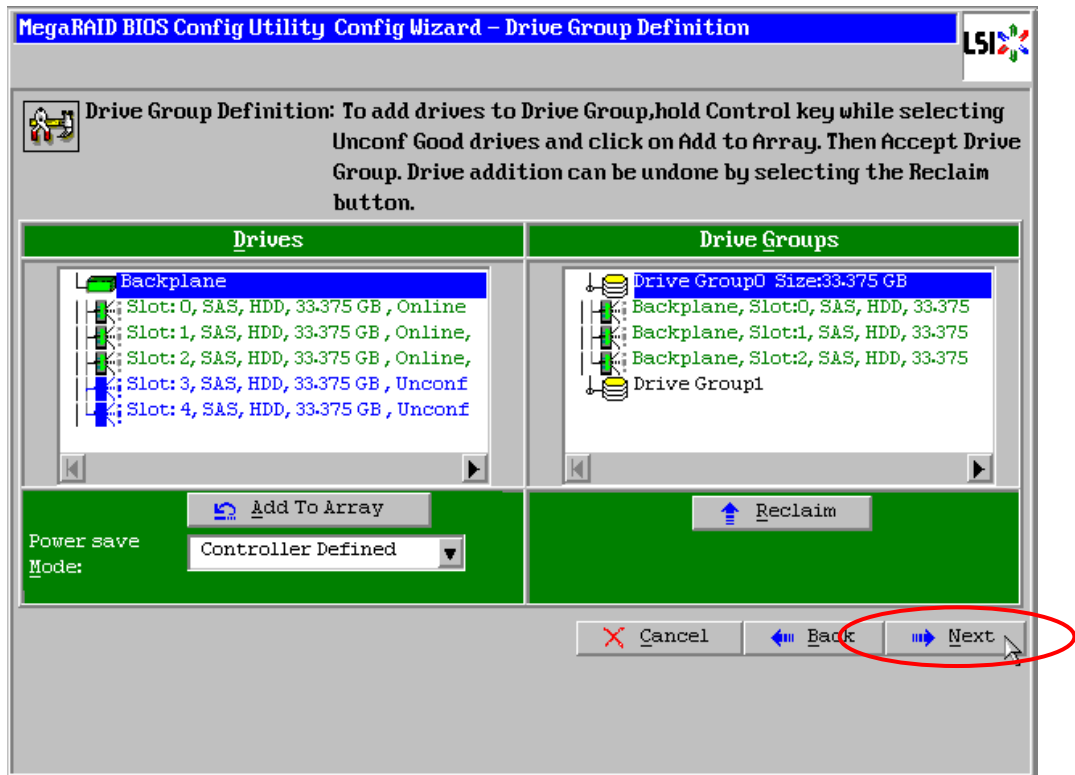 MegaRAID BIOS Config Utility Config Wizard – Drive Group Definition
LSI
Drive Group Definition: To add drives to Drive Group,hold Control key while selecting
Unconf Good drives and click on Add to Array. Then Accept Drive
Group. Drive addition can be undone by selecting the Reclaim
button.
Drives
Backplane
Slot: 0, SAS, HDD, 33.375 GB , Online
Slot: 1, SAS, HDD, 33.375 GB , Online,
Slot: 2, SAS, HDD, 33.375 GB , Online,
Slot: 3, SAS, HDD, 33.375 GB , Unconf
Slot: 4, SAS, HDD, 33.375 GB , Unconf
Add To Array
Power save
Mode:
Controller Defined
Drive Groups
Drive Group0 Size:33.375 GB
Backplane, Slot:0, SAS, HDD, 33.375
Backplane, Slot:1, SAS, HDD, 33.375
Backplane, Slot:2, SAS, HDD, 33.375
Drive Group1
Reclaim
Cancel
Back
Next